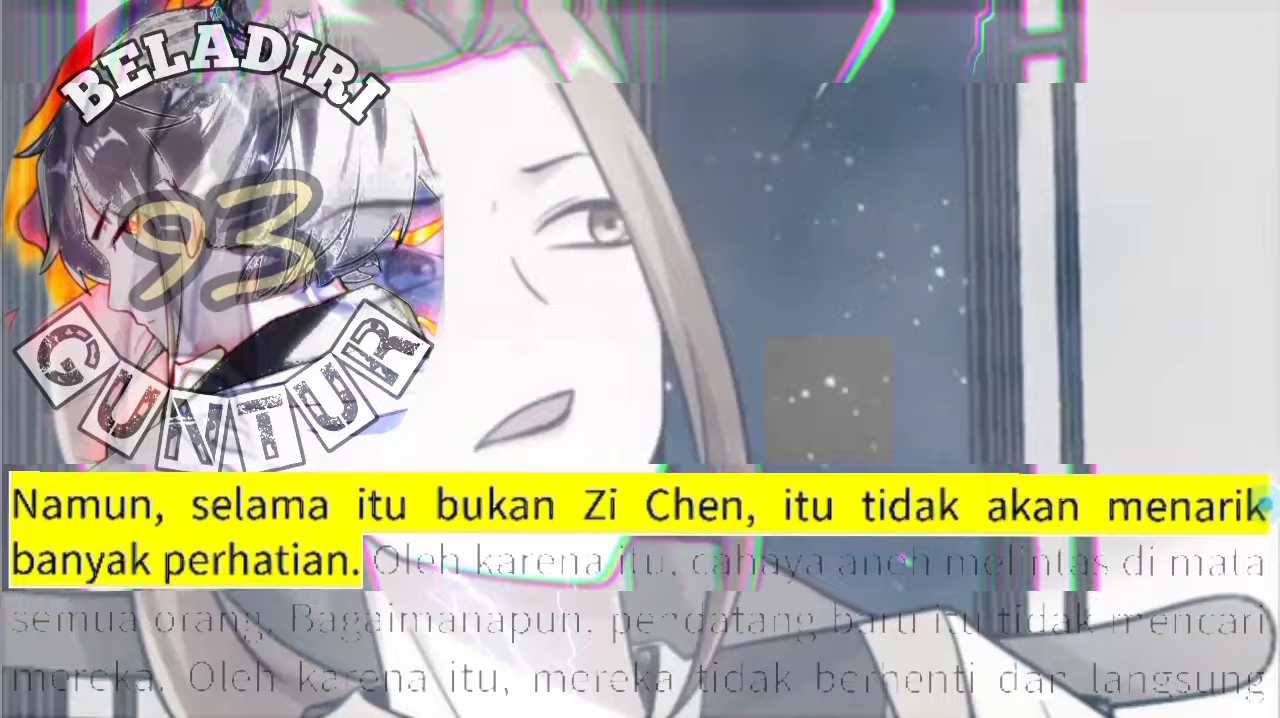 BELADIRI
93
GUNTUR
Namun, selama itu bukan Zi Chen, itu tidak akan menarik
banyak perhatian. Oleh karena itu, cahaya aneh melintas di mata
semua orang. Bagaimanapun, pendatang baru itu tidak mencari
mereka. Oleh karena itu, mereka tidak berhenti dan langsung